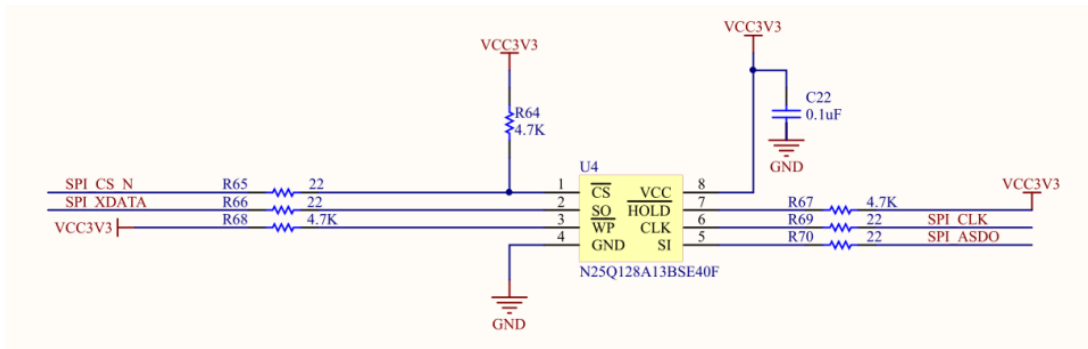 VCC3V3
VCC3V3
R64
4.7K
C22
0.1uF
GND
U4
SPI_CS_N R65 22 1 CS VCC 8
VCC3V3
SPI_XDATA R66 22 2 SO HOLD 7 R67 4.7K
VCC3V3 R68 4.7K 3 WP CLK 6 R69 22 SPI_CLK
4 GND SI 5 R70 22 SPI_ASDO
N25Q128A13BSE40F
GND